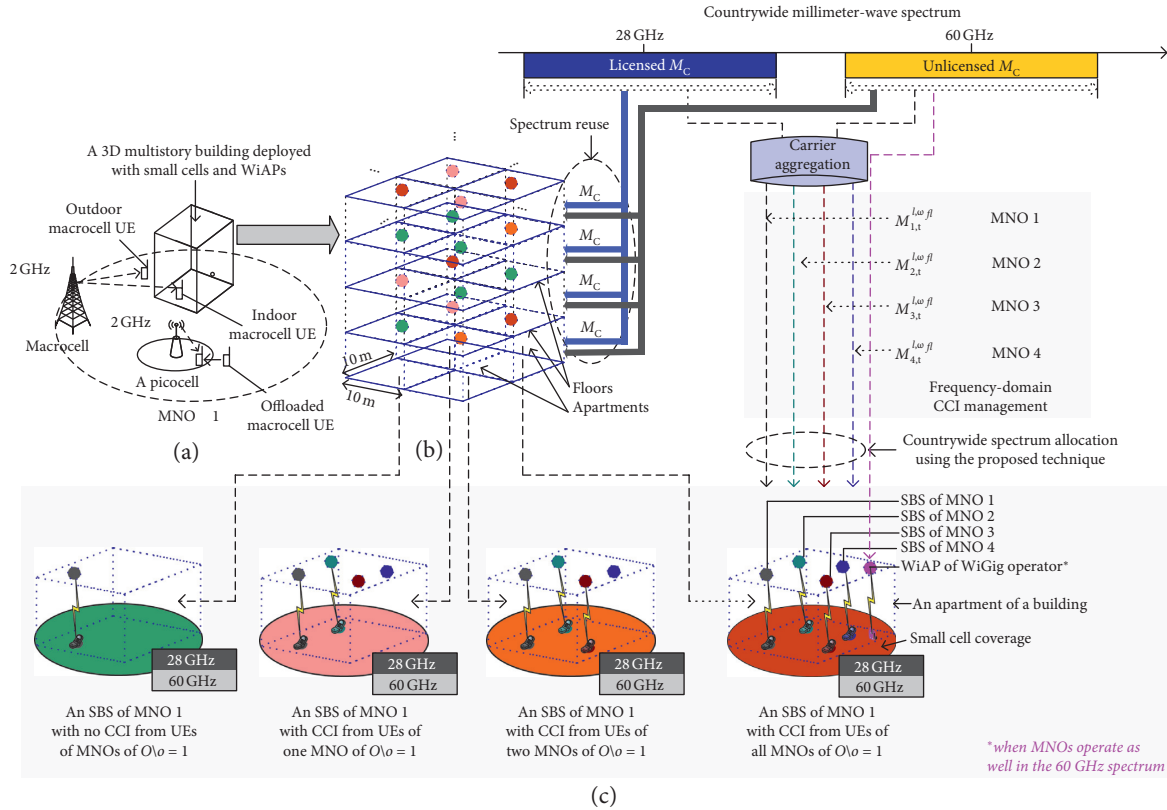 Countrywide millimeter-wave spectrum
28 GHz
60 GHz
Licensed M_C
Unlicensed M_C
Spectrum reuse
Carrier
aggregation
A 3D multistory building deployed
with small cells and WiAPs
Outdoor
macrocell UE
2 GHz
2 GHz
Indoor
macrocell UE
Macrocell
A picocell
Offloaded
macrocell UE
MNO 1
(a)
...
...
...
...
M_C
M_C
M_C
M_C
10 m
10 m
Floors
Apartments
(b)
M_{1,t}^{l,ω fl} MNO 1
M_{2,t}^{l,ω fl} MNO 2
M_{3,t}^{l,ω fl} MNO 3
M_{4,t}^{l,ω fl} MNO 4
Frequency-domain
CCI management
Countrywide spectrum allocation
using the proposed technique
SBS of MNO 1
SBS of MNO 2
SBS of MNO 3
SBS of MNO 4
WiAP of WiGig operator*
An apartment of a building
Small cell coverage
28 GHz
60 GHz
An SBS of MNO 1
with no CCI from UEs
of MNOs of O\o = 1
28 GHz
60 GHz
An SBS of MNO 1
with CCI from UEs of
one MNO of O\o = 1
28 GHz
60 GHz
An SBS of MNO 1
with CCI from UEs of
two MNOs of O\o = 1
28 GHz
60 GHz
An SBS of MNO 1
with CCI from UEs of
all MNOs of O\o = 1
*when MNOs operate as
well in the 60 GHz spectrum
(c)